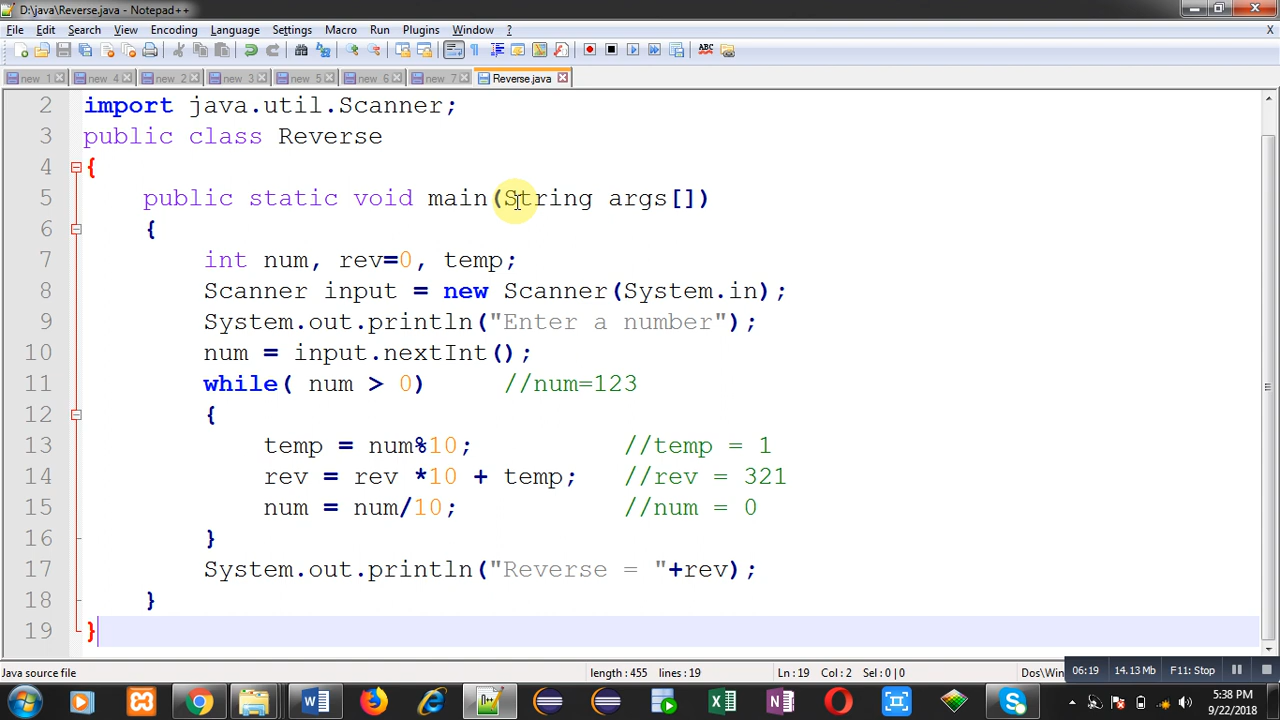 D:\java\Reverse.java - Notepad++
File Edit Search View Encoding Language Settings Macro Run Plugins Window ? X
new 1 new 4 new 2 new 3 new 5 new 6 new 7 Reverse.java
2 import java.util.Scanner;
3 public class Reverse
4 {
5 public static void main(String args[])
6 {
7 int num, rev=0, temp;
8 Scanner input = new Scanner(System.in);
9 System.out.println("Enter a number");
10 num = input.nextInt();
11 while( num > 0) //num=123
12 {
13 temp = num%10; //temp = 1
14 rev = rev *10 + temp; //rev = 321
15 num = num/10; //num = 0
16 }
17 System.out.println("Reverse = "+rev);
18 }
19 }
Java source file length : 455 lines : 19 Ln : 19 Col : 2 Sel : 0 | 0 Dos\Win
06:19 14.13 Mb F11: Stop
5:38 PM
9/22/2018